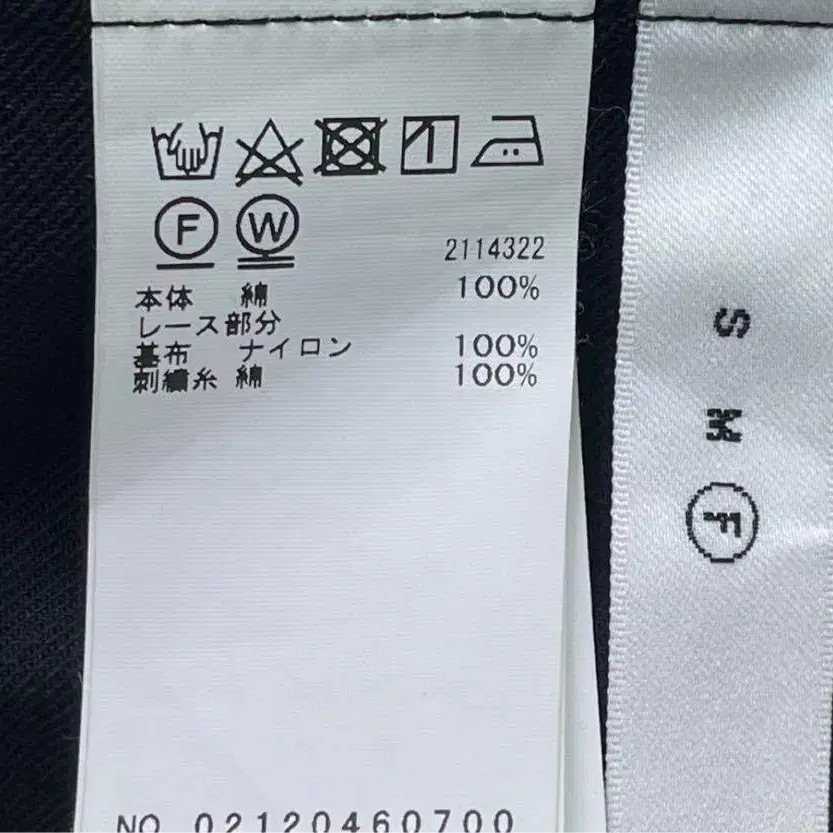 F W
2114322
本体 綿 100%
レース部分
基布 ナイロン 100%
刺繍糸 綿 100%
NO 02120460700
S
M
F